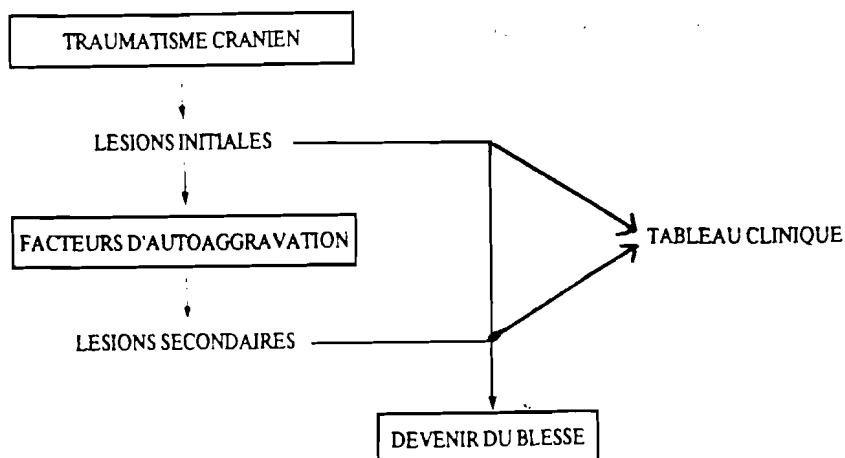 TRAUMATISME CRANIEN
LESIONS INITIALES
FACTEURS D'AUTOAGGRAVATION
TABLEAU CLINIQUE
LESIONS SECONDAIRES
DEVENIR DU BLESSE